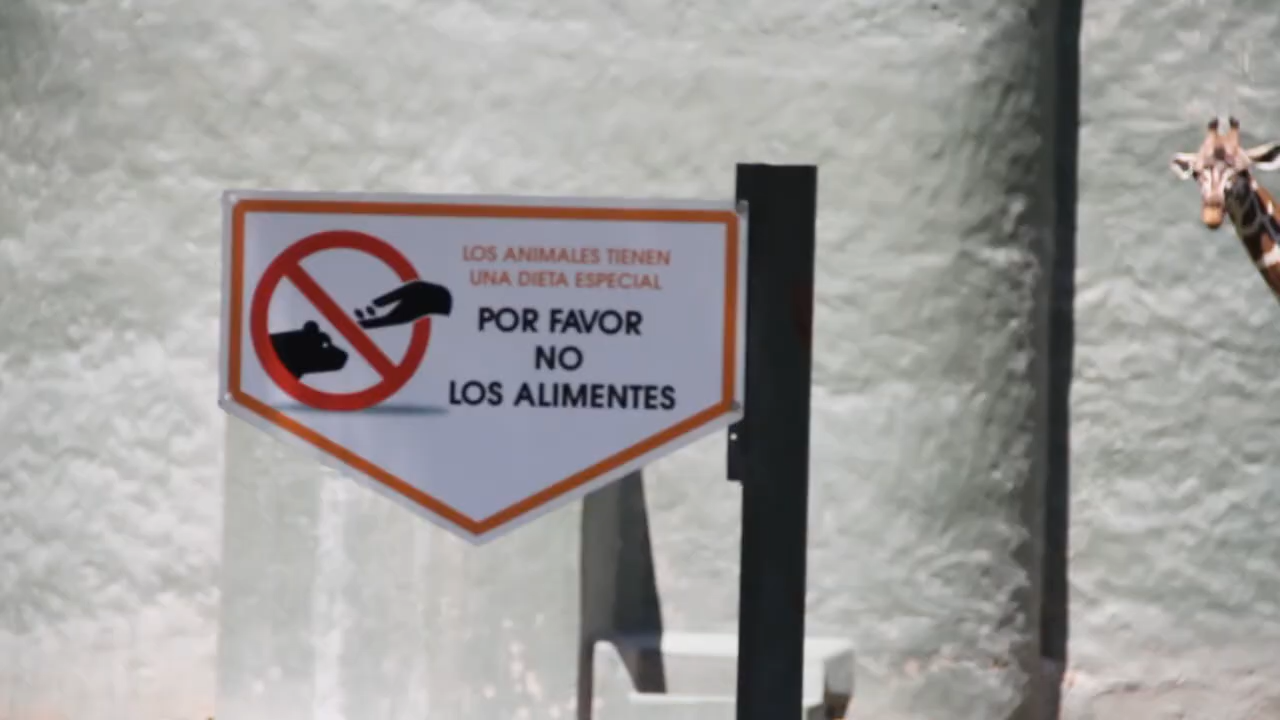 LOS ANIMALES TIENEN
UNA DIETA ESPECIAL
POR FAVOR
NO
LOS ALIMENTES